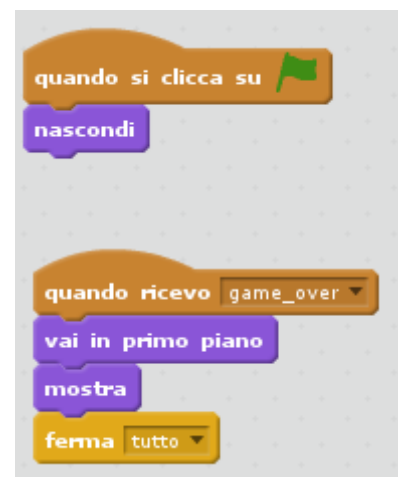 quando si clicca su
nascondi
quando ricevo game_over
vai in primo piano
mostra
ferma tutto